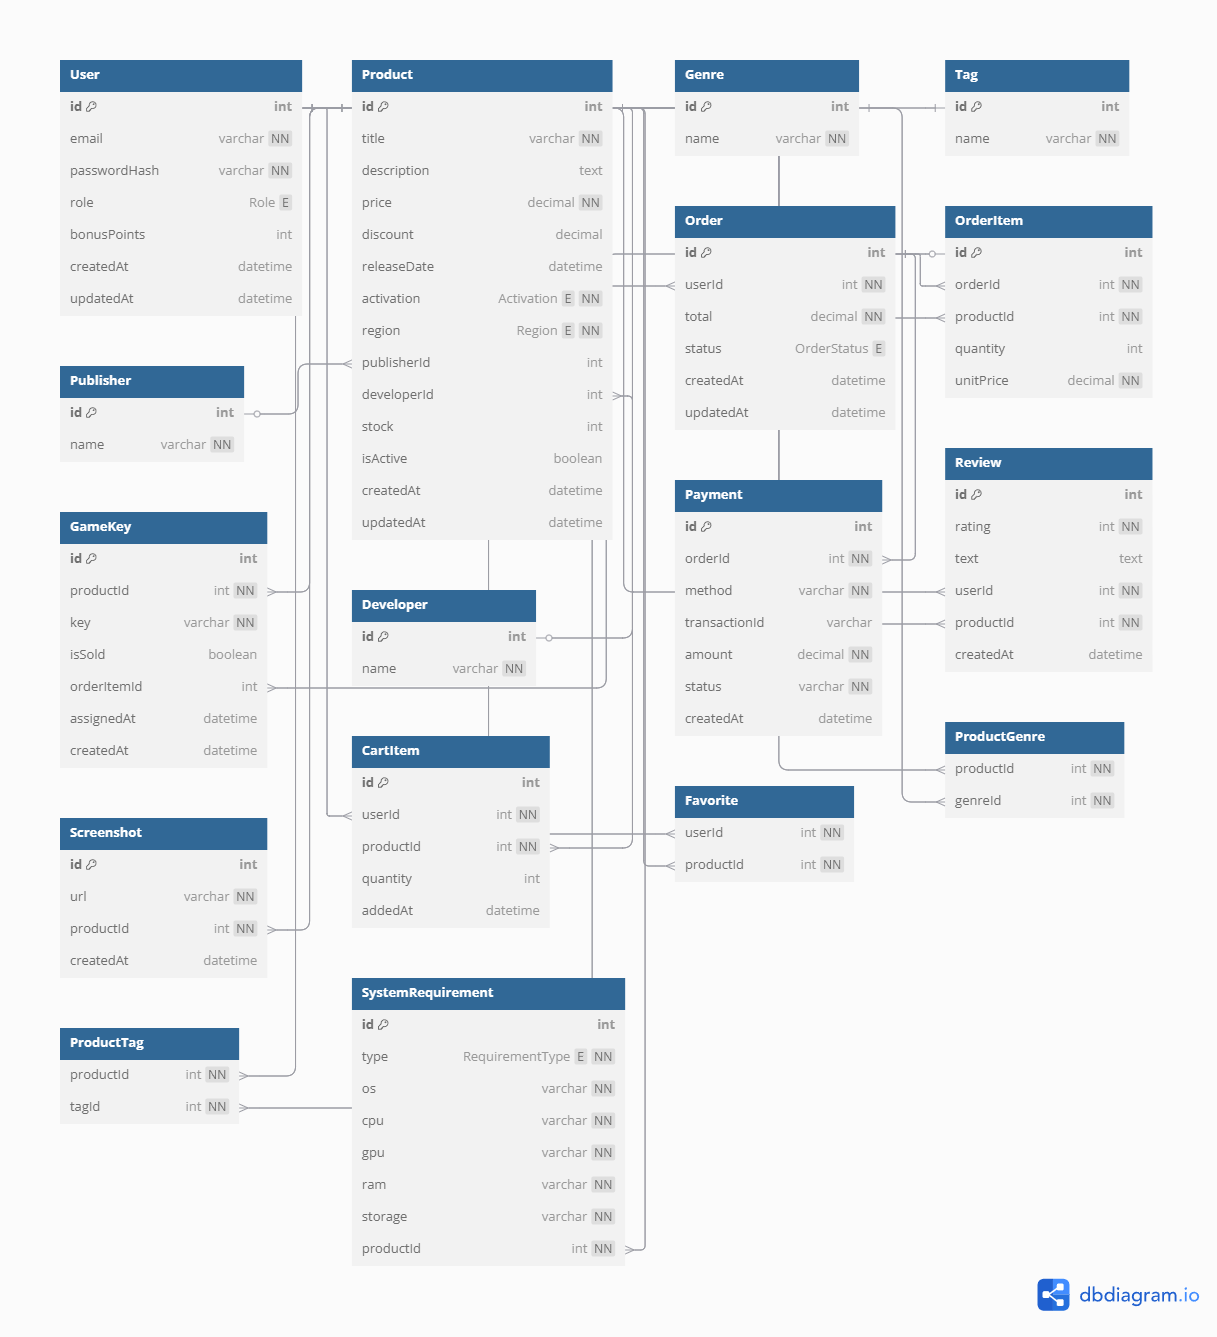 User
id int
email varchar NN
passwordHash varchar NN
role Role E
bonusPoints int
createdAt datetime
updatedAt datetime
Publisher
id int
name varchar NN
GameKey
id int
productId int NN
key varchar NN
isSold boolean
orderItemId int
assignedAt datetime
createdAt datetime
Screenshot
id int
url varchar NN
productId int NN
createdAt datetime
ProductTag
productId int NN
tagId int NN
Product
id int
title varchar NN
description text
price decimal NN
discount decimal
releaseDate datetime
activation Activation E NN
region Region E NN
publisherId int
developerId int
stock int
isActive boolean
createdAt datetime
updatedAt datetime
Developer
id int
name varchar NN
CartItem
id int
userId int NN
productId int NN
quantity int
addedAt datetime
SystemRequirement
id int
type RequirementType E NN
os varchar NN
cpu varchar NN
gpu varchar NN
ram varchar NN
storage varchar NN
productId int NN
Genre
id int
name varchar NN
Order
id int
userId int NN
total decimal NN
status OrderStatus E
createdAt datetime
updatedAt datetime
Payment
id int
orderId int NN
method varchar NN
transactionId varchar
amount decimal NN
status varchar NN
createdAt datetime
Favorite
userId int NN
productId int NN
Tag
id int
name varchar NN
OrderItem
id int
orderId int NN
productId int NN
quantity int
unitPrice decimal NN
Review
id int
rating int NN
text text
userId int NN
productId int NN
createdAt datetime
ProductGenre
productId int NN
genreId int NN
dbdiagram.io